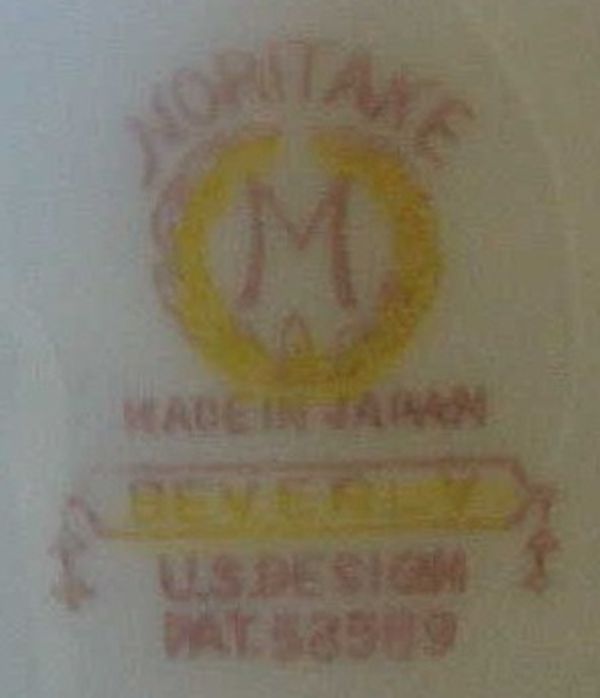 NORITAKE
M
MADE IN JAPAN
BEVERLY
U.S.DESIGN
PAT.